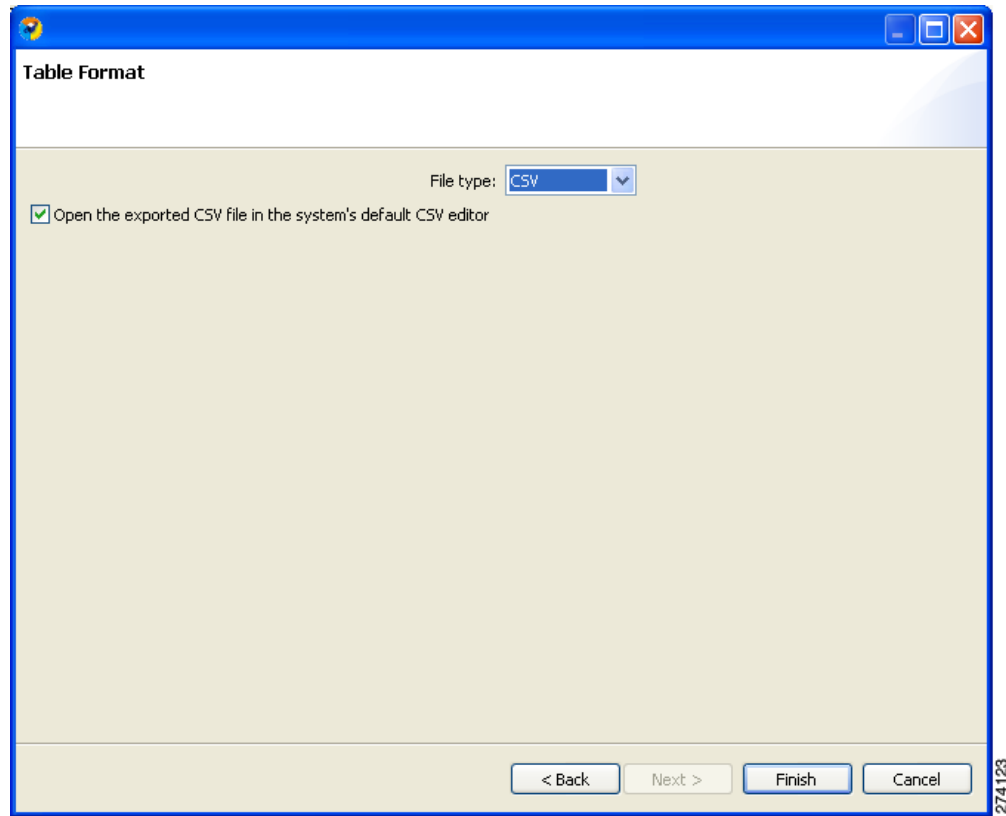 Table Format
File type: CSV
Open the exported CSV file in the system's default CSV editor
< Back Next > Finish Cancel
274123